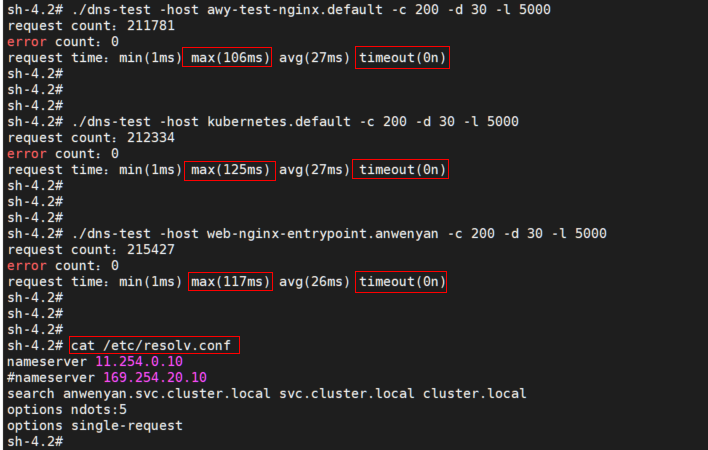 sh-4.2# ./dns-test -host awy-test-nginx.default -c 200 -d 30 -l 5000
request count: 211781
error count: 0
request time: min(1ms) max(106ms) avg(27ms) timeout(0n)
sh-4.2#
sh-4.2#
sh-4.2#
sh-4.2# ./dns-test -host kubernetes.default -c 200 -d 30 -l 5000
request count: 212334
error count: 0
request time: min(1ms) max(125ms) avg(27ms) timeout(0n)
sh-4.2#
sh-4.2#
sh-4.2#
sh-4.2# ./dns-test -host web-nginx-entrypoint.anwenyan -c 200 -d 30 -l 5000
request count: 215427
error count: 0
request time: min(1ms) max(117ms) avg(26ms) timeout(0n)
sh-4.2#
sh-4.2#
sh-4.2#
sh-4.2# cat /etc/resolv.conf
nameserver 11.254.0.10
#nameserver 169.254.20.10
search anwenyan.svc.cluster.local svc.cluster.local cluster.local
options ndots:5
options single-request
sh-4.2#